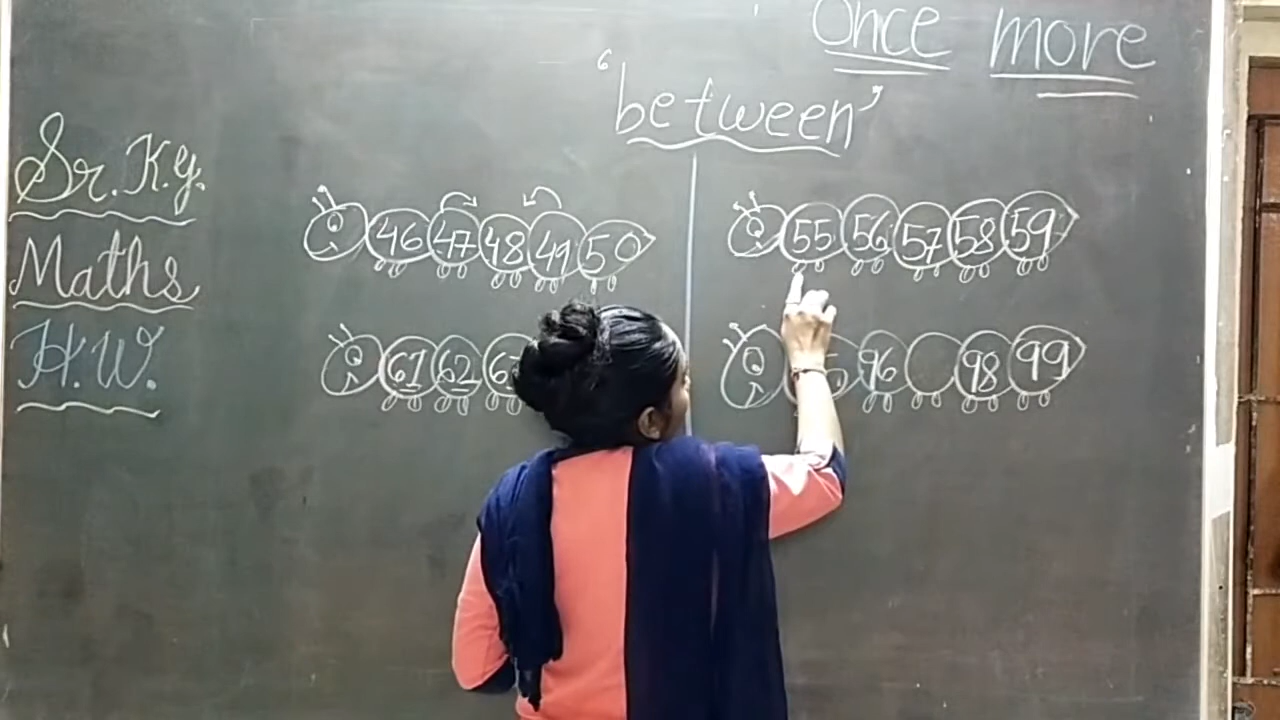 Once more
'between'
Sr. K.g.
Maths
H.W.
46 47 48 49 50
55 56 57 58 59
61 62
96 98 99